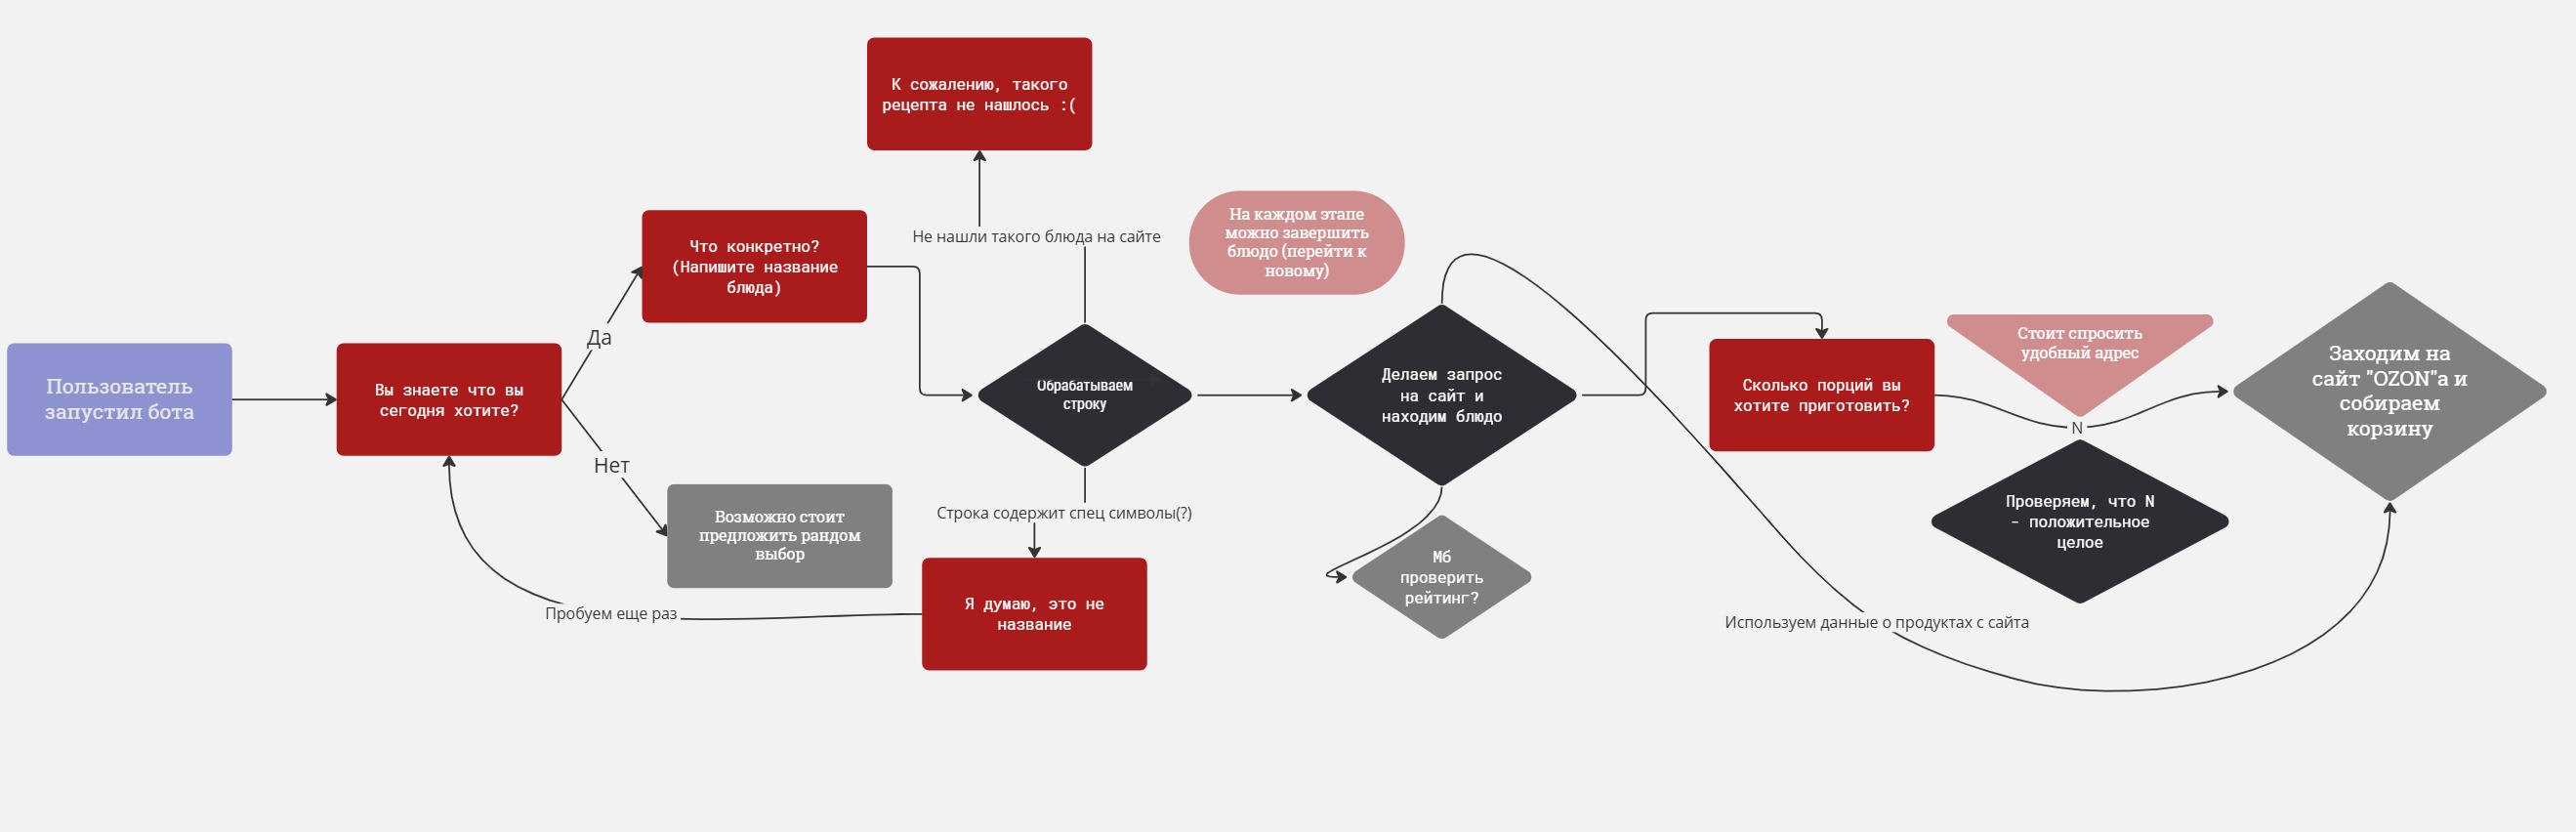 К сожалению, такого
рецепта не нашлось :(
Не нашли такого блюда на сайте
На каждом этапе
можно завершить
блюдо (перейти к
новому)
Что конкретно?
(Напишите название
блюда)
Да
Пользователь
запустил бота
Вы знаете что вы
сегодня хотите?
Нет
Возможно стоит
предложить рандом
выбор
Обрабатываем
строку
Строка содержит спец символы(?)
Я думаю, это не
название
Пробуем еще раз
Делаем запрос
на сайт и
находим блюдо
Мб
проверить
рейтинг?
Сколько порций вы
хотите приготовить?
Стоит спросить
удобный адрес
N
Проверяем, что N
- положительное
целое
Используем данные о продуктах с сайта
Заходим на
сайт "OZON"а и
собираем
корзину